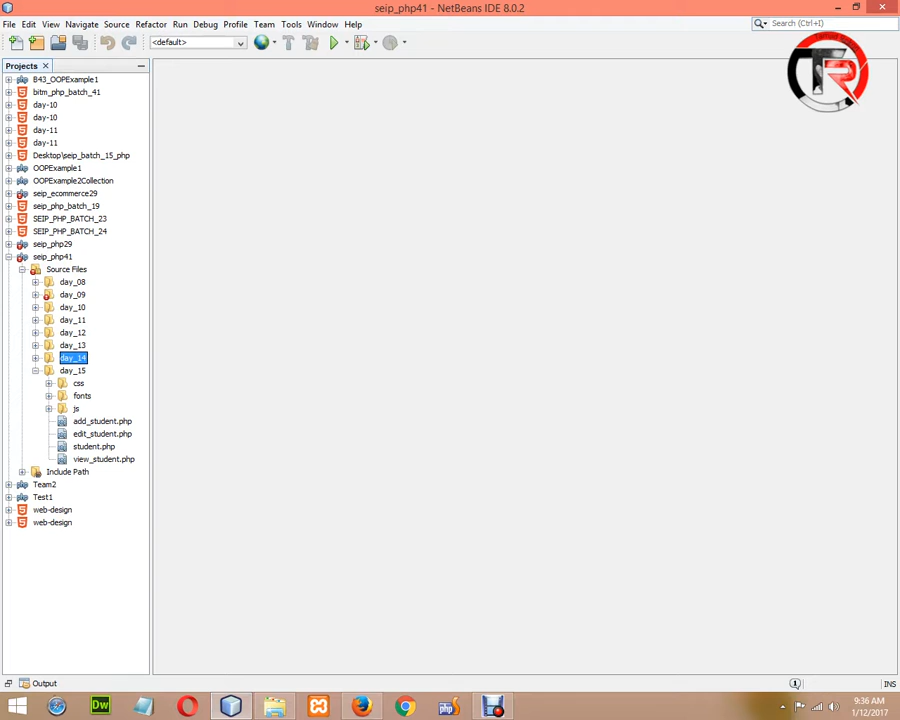 seip_php41 - NetBeans IDE 8.0.2
File Edit View Navigate Source Refactor Run Debug Profile Team Tools Window Help
Search (Ctrl+I)
<default>
TR
Projects
B43_OOPExample1
bitm_php_batch_41
day-10
day-10
day-11
day-11
Desktop\seip_batch_15_php
OOPExample1
OOPExample2Collection
seip_ecommerce29
seip_php_batch_19
SEIP_PHP_BATCH_23
SEIP_PHP_BATCH_24
seip_php29
seip_php41
Source Files
day_08
day_09
day_10
day_11
day_12
day_13
day_14
day_15
css
fonts
js
add_student.php
edit_student.php
student.php
view_student.php
Include Path
Team2
Test1
web-design
web-design
Output
INS
Dw
9:36 AM
1/12/2017